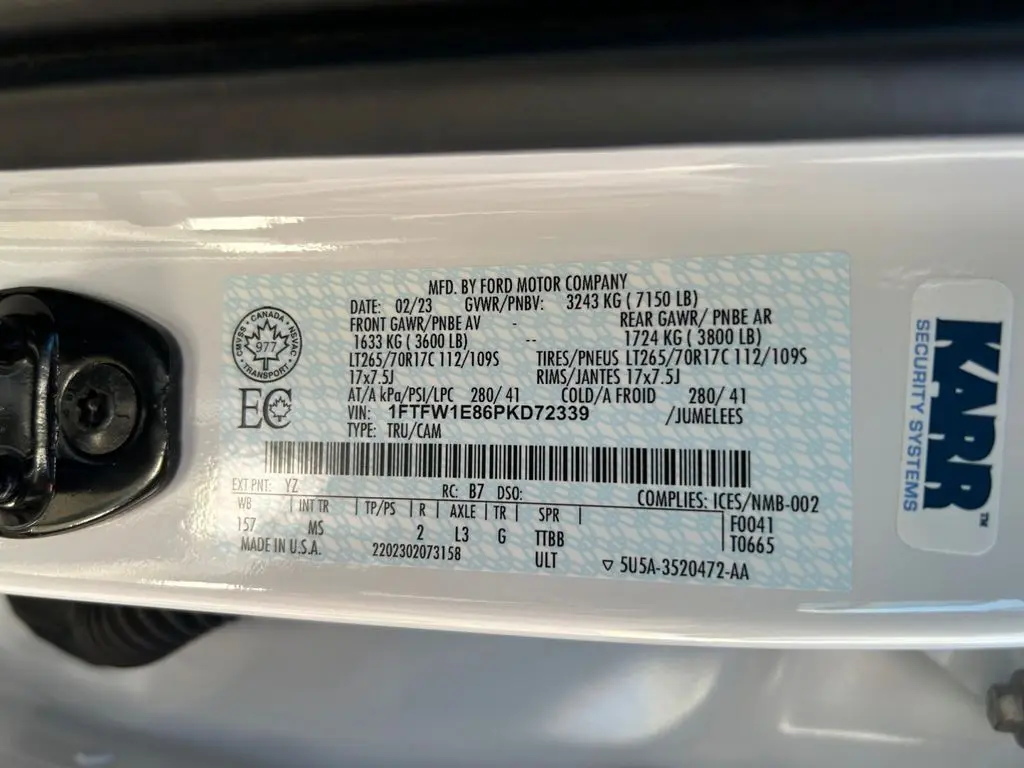 MFD. BY FORD MOTOR COMPANY
DATE: 02/23 GVWR/PNBV: 3243 KG ( 7150 LB)
FRONT GAWR/PNBE AV - REAR GAWR/ PNBE AR
1633 KG ( 3600 LB) -- 1724 KG ( 3800 LB)
LT265/70R17C 112/109S TIRES/PNEUS LT265/70R17C 112/109S
17x7.5J RIMS/JANTES 17x7.5J
AT/A kPa/PSI/LPC 280/ 41 COLD/A FROID 280/ 41
VIN: 1FTFW1E86PKD72339 /JUMELEES
TYPE: TRU/CAM
CANADA
CMVSS NSVAC
977
TRANSPORT
EC
EXT PNT: YZ RC: B7 DSO: COMPLIES: ICES/NMB-002
WB INT TR TP/PS R AXLE TR SPR F0041
157 MS 2 L3 G TTBB T0665
MADE IN U.S.A. 2202302073158 ULT 5U5A-3520472-AA
KARR™
SECURITY SYSTEMS